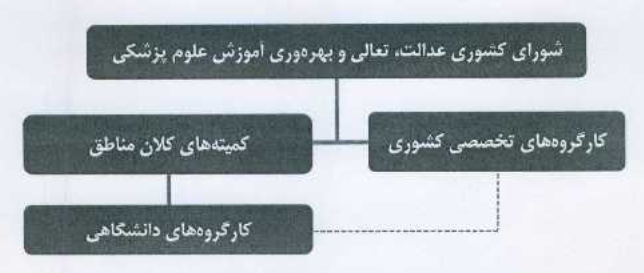 شورای کشوری عدالت، تعالی و بهره‌وری آموزش علوم پزشکی
کارگروه‌های تخصصی کشوری
کمیته‌های کلان مناطق
کارگروه‌های دانشگاهی